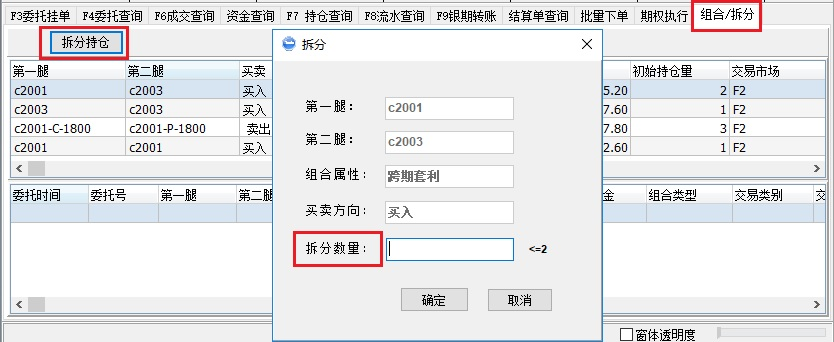 F3委托挂单 F4委托查询 F6成交查询 资金查询 F7 持仓查询 F8流水查询 F9银期转账 结算单查询 批量下单 期权执行 组合/拆分
拆分持仓
拆分
第一腿 第二腿 买卖 初始持仓量 交易市场
c2001 c2003 买入 5.20 2 F2
c2003 c2003 买入 7.60 1 F2
c2001-C-1800 c2001-P-1800 卖出 7.80 3 F2
c2001 c2001 买入 2.60 1 F2
第一腿: c2001
第二腿: c2003
组合属性: 跨期套利
买卖方向: 买入
拆分数量: <=2
确定 取消
委托时间 委托号 第一腿 第二腿 金 组合类型 交易类别
窗体透明度